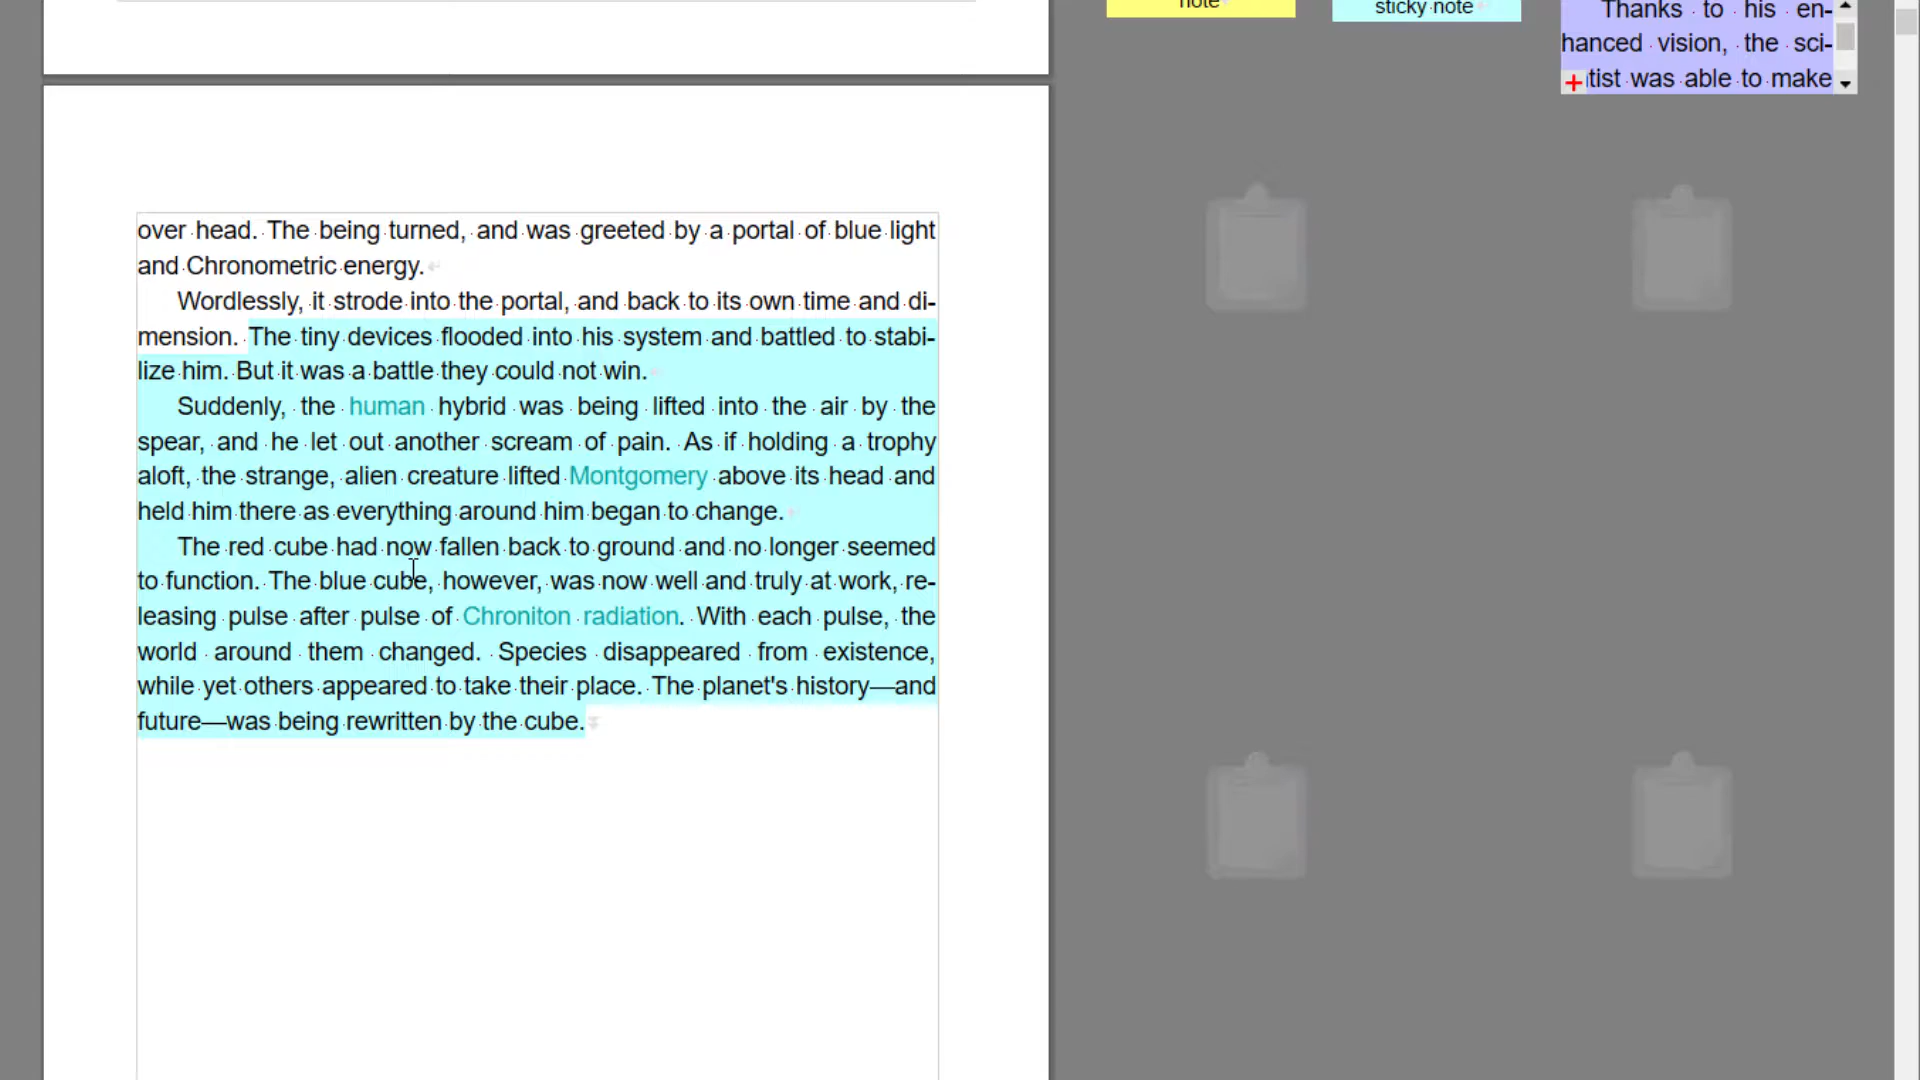 note
sticky note
Thanks to his en-
hanced vision, the sci-
tist was able to make
over head. The being turned, and was greeted by a portal of blue light
and Chronometric energy.
Wordlessly, it strode into the portal, and back to its own time and di-
mension. The tiny devices flooded into his system and battled to stabi-
lize him. But it was a battle they could not win.
Suddenly, the human hybrid was being lifted into the air by the
spear, and he let out another scream of pain. As if holding a trophy
aloft, the strange, alien creature lifted Montgomery above its head and
held him there as everything around him began to change.
The red cube had now fallen back to ground and no longer seemed
to function. The blue cube, however, was now well and truly at work, re-
leasing pulse after pulse of Chroniton radiation. With each pulse, the
world around them changed. Species disappeared from existence,
while yet others appeared to take their place. The planet's history—and
future—was being rewritten by the cube.